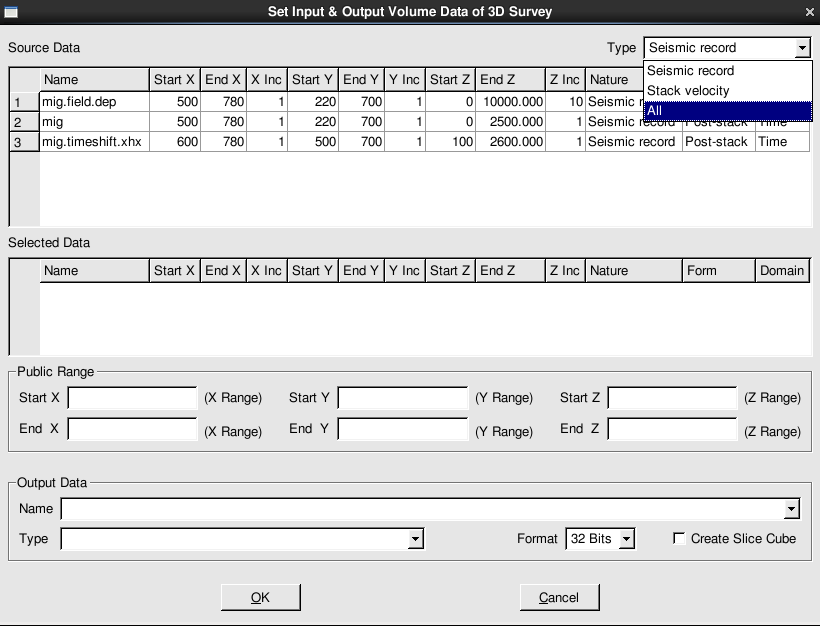 Set Input & Output Volume Data of 3D Survey
Source Data Type Seismic record
Seismic record
Stack velocity
All
Name Start X End X X Inc Start Y End Y Y Inc Start Z End Z Z Inc Nature
1 mig.field.dep 500 780 1 220 700 1 0 10000.000 10 Seismic r
2 mig 500 780 1 220 700 1 0 2500.000 1 Seismic record Post-stack Time
3 mig.timeshift.xhx 600 780 1 500 700 1 100 2600.000 1 Seismic record Post-stack Time
Selected Data
Name Start X End X X Inc Start Y End Y Y Inc Start Z End Z Z Inc Nature Form Domain
Public Range
Start X (X Range) Start Y (Y Range) Start Z (Z Range)
End X (X Range) End Y (Y Range) End Z (Z Range)
Output Data
Name
Type Format 32 Bits Create Slice Cube
OK Cancel